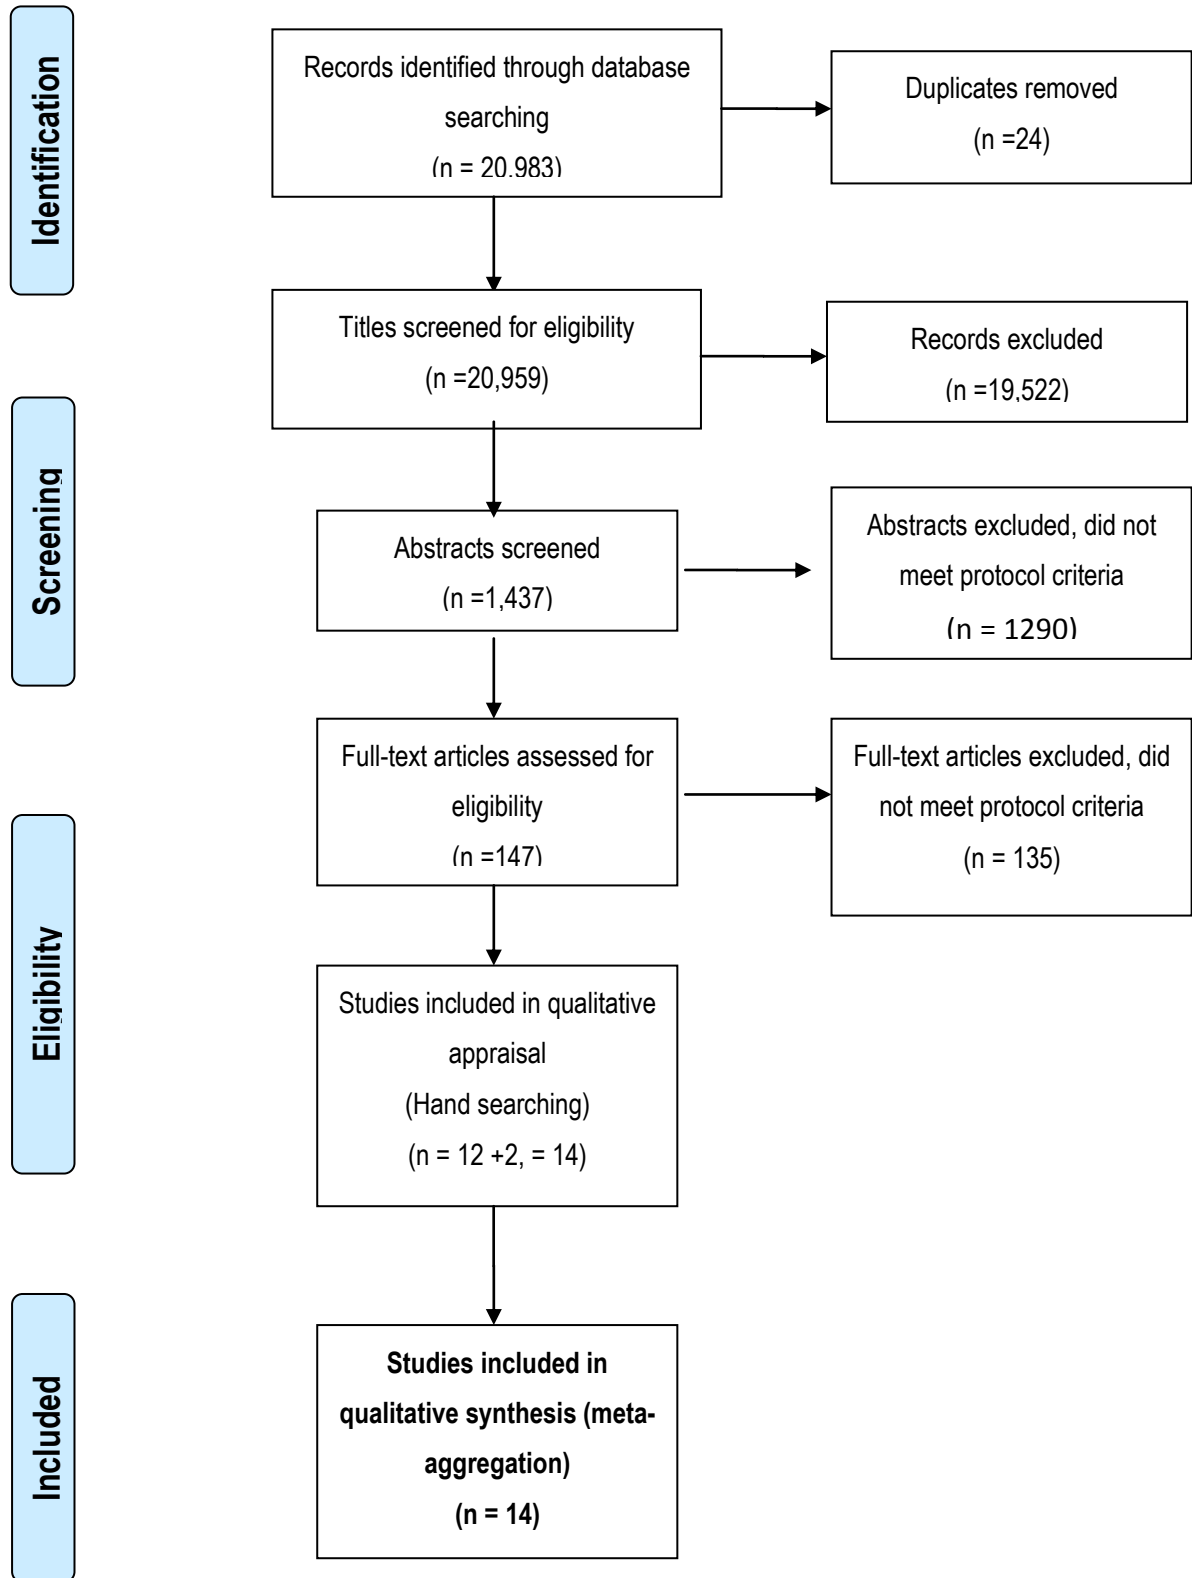 Identification
Records identified through database
searching
(n = 20,983)
Duplicates removed
(n =24)
Titles screened for eligibility
(n =20,959)
Records excluded
(n =19,522)
Screening
Abstracts screened
(n =1,437)
Abstracts excluded, did not
meet protocol criteria
(n = 1290)
Full-text articles assessed for
eligibility
(n =147)
Full-text articles excluded, did
not meet protocol criteria
(n = 135)
Eligibility
Studies included in qualitative
appraisal
(Hand searching)
(n = 12 +2, = 14)
Included
Studies included in
qualitative synthesis (meta-
aggregation)
(n = 14)